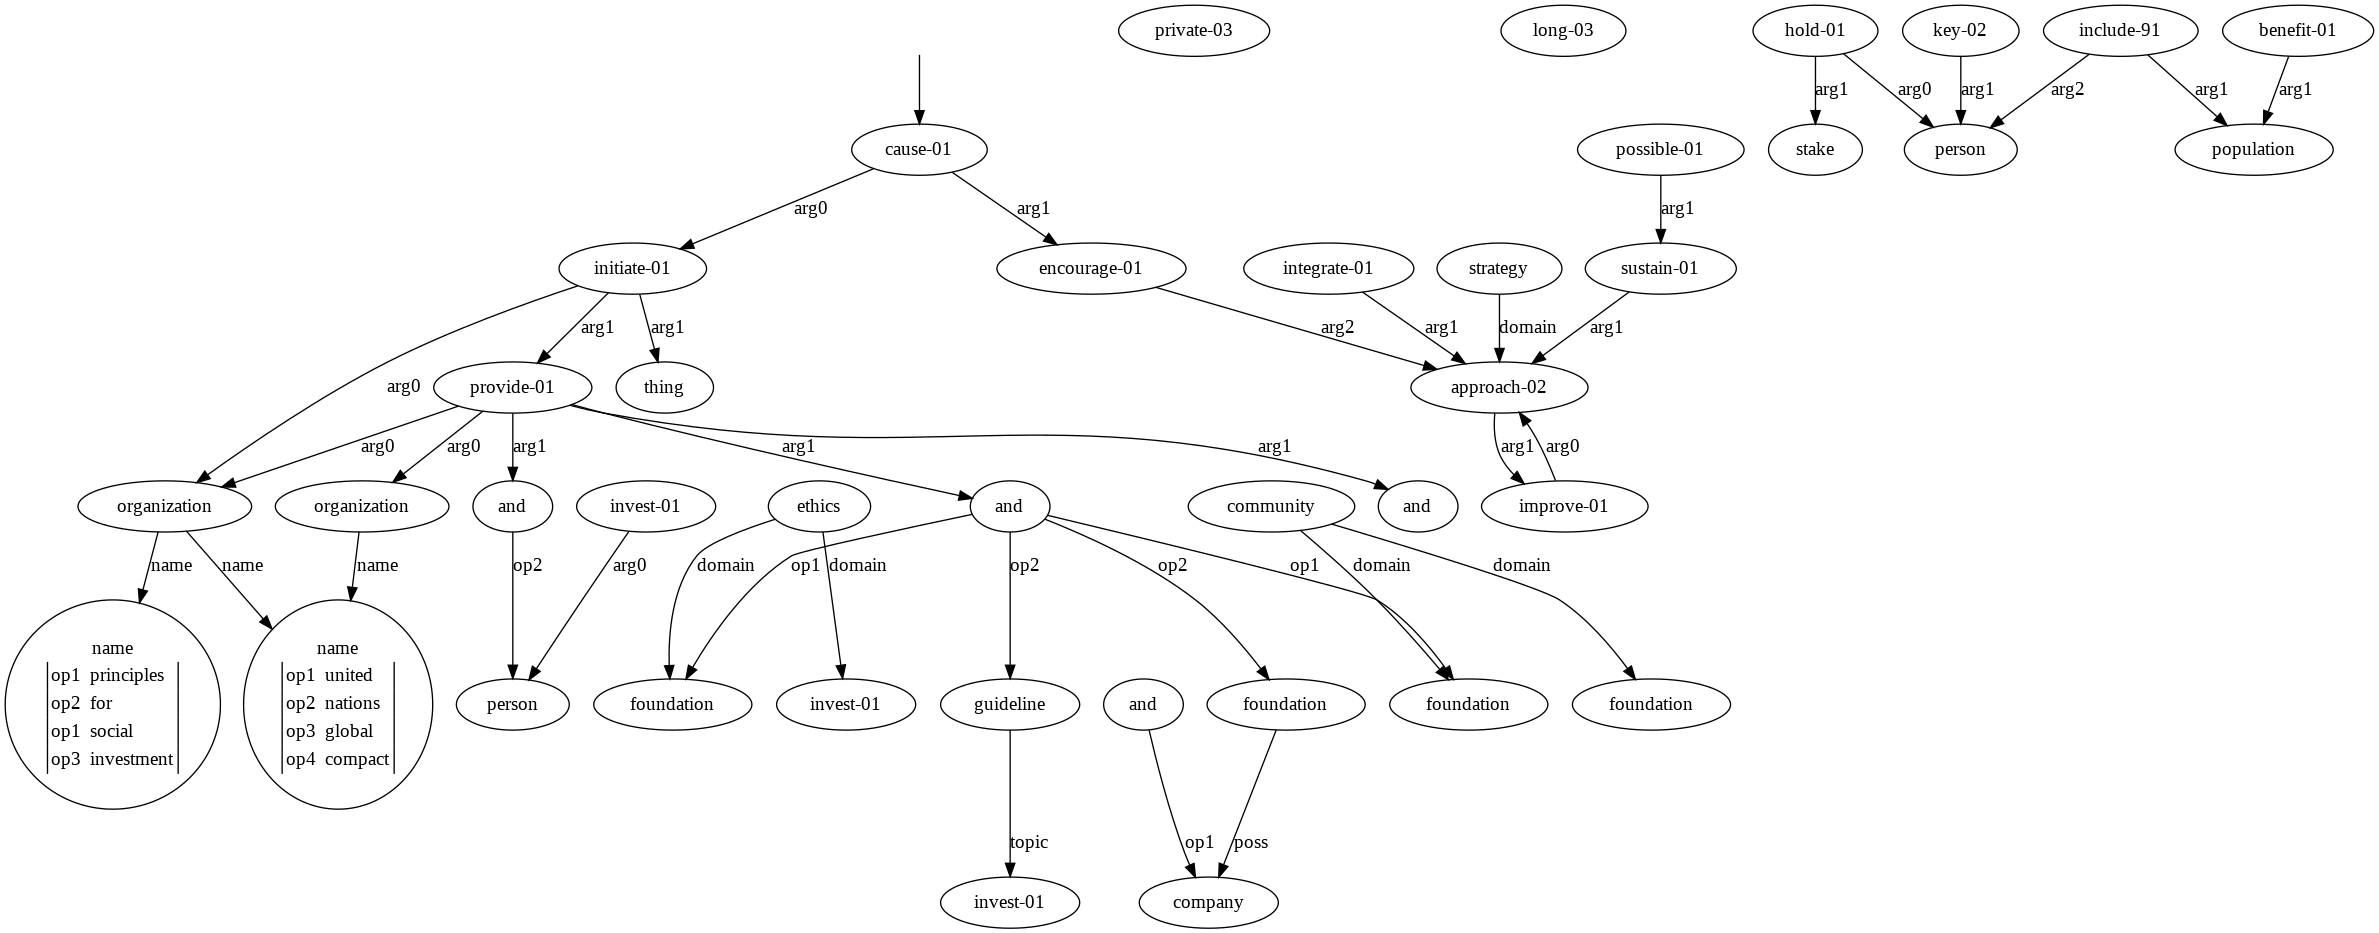 private-03
long-03
hold-01
key-02
include-91
benefit-01
arg1
arg0
arg1
arg2
arg1
arg1
cause-01
possible-01
stake
person
population
arg0
arg1
arg1
initiate-01
encourage-01
integrate-01
strategy
sustain-01
arg1
arg1
arg2
arg1
domain
arg1
arg0
provide-01
thing
approach-02
arg0
arg0
arg1
arg1
arg1
arg1
arg0
organization
organization
and
invest-01
ethics
and
community
and
improve-01
name
name
name
op2
arg0
domain
op1
domain
op2
op2
op1
domain
domain
name
op1 principles
op2 for
op1 social
op3 investment
name
op1 united
op2 nations
op3 global
op4 compact
person
foundation
invest-01
guideline
and
foundation
foundation
foundation
topic
op1
poss
invest-01
company